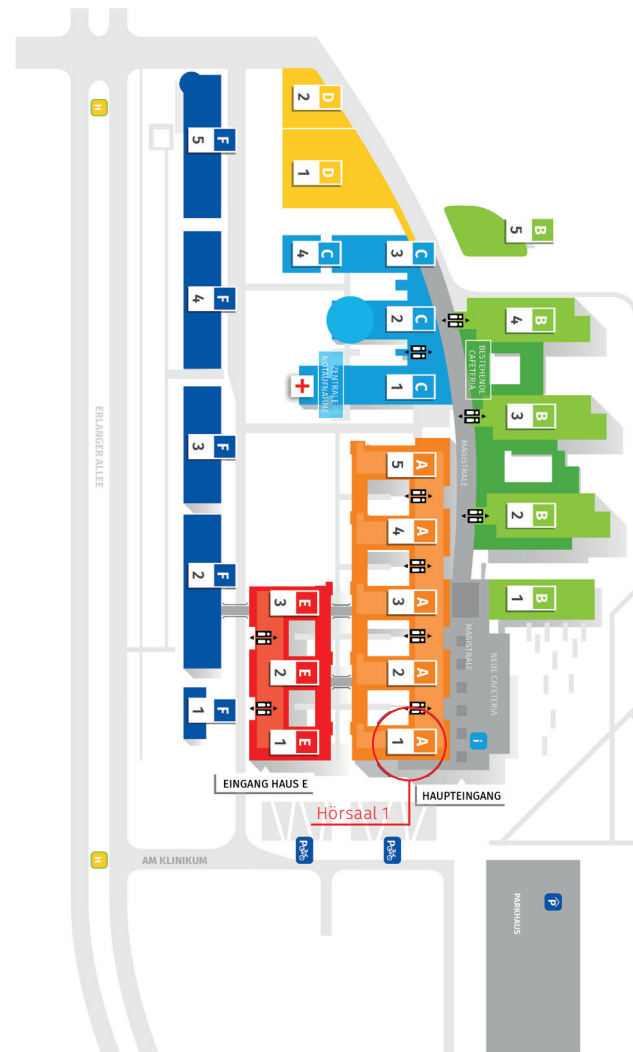 H
F 5
F 4
F 3
F 2
F 1
D 2
D 1
C 4
C 3
C 2
C 1
ZENTRALE
NOTAUFNAHME
B 5
B 4
B 3
B 2
B 1
BESTEHENDE
CAFETERIA
MAGISTRALE
MAGISTRALE
NEUE CAFETERIA
i
A 5
A 4
A 3
A 2
A 1
E 3
E 2
E 1
ERLANGER ALLEE
EINGANG HAUS E
HAUPTEINGANG
Hörsaal 1
P
P
H
AM KLINIKUM
P
PARKHAUS